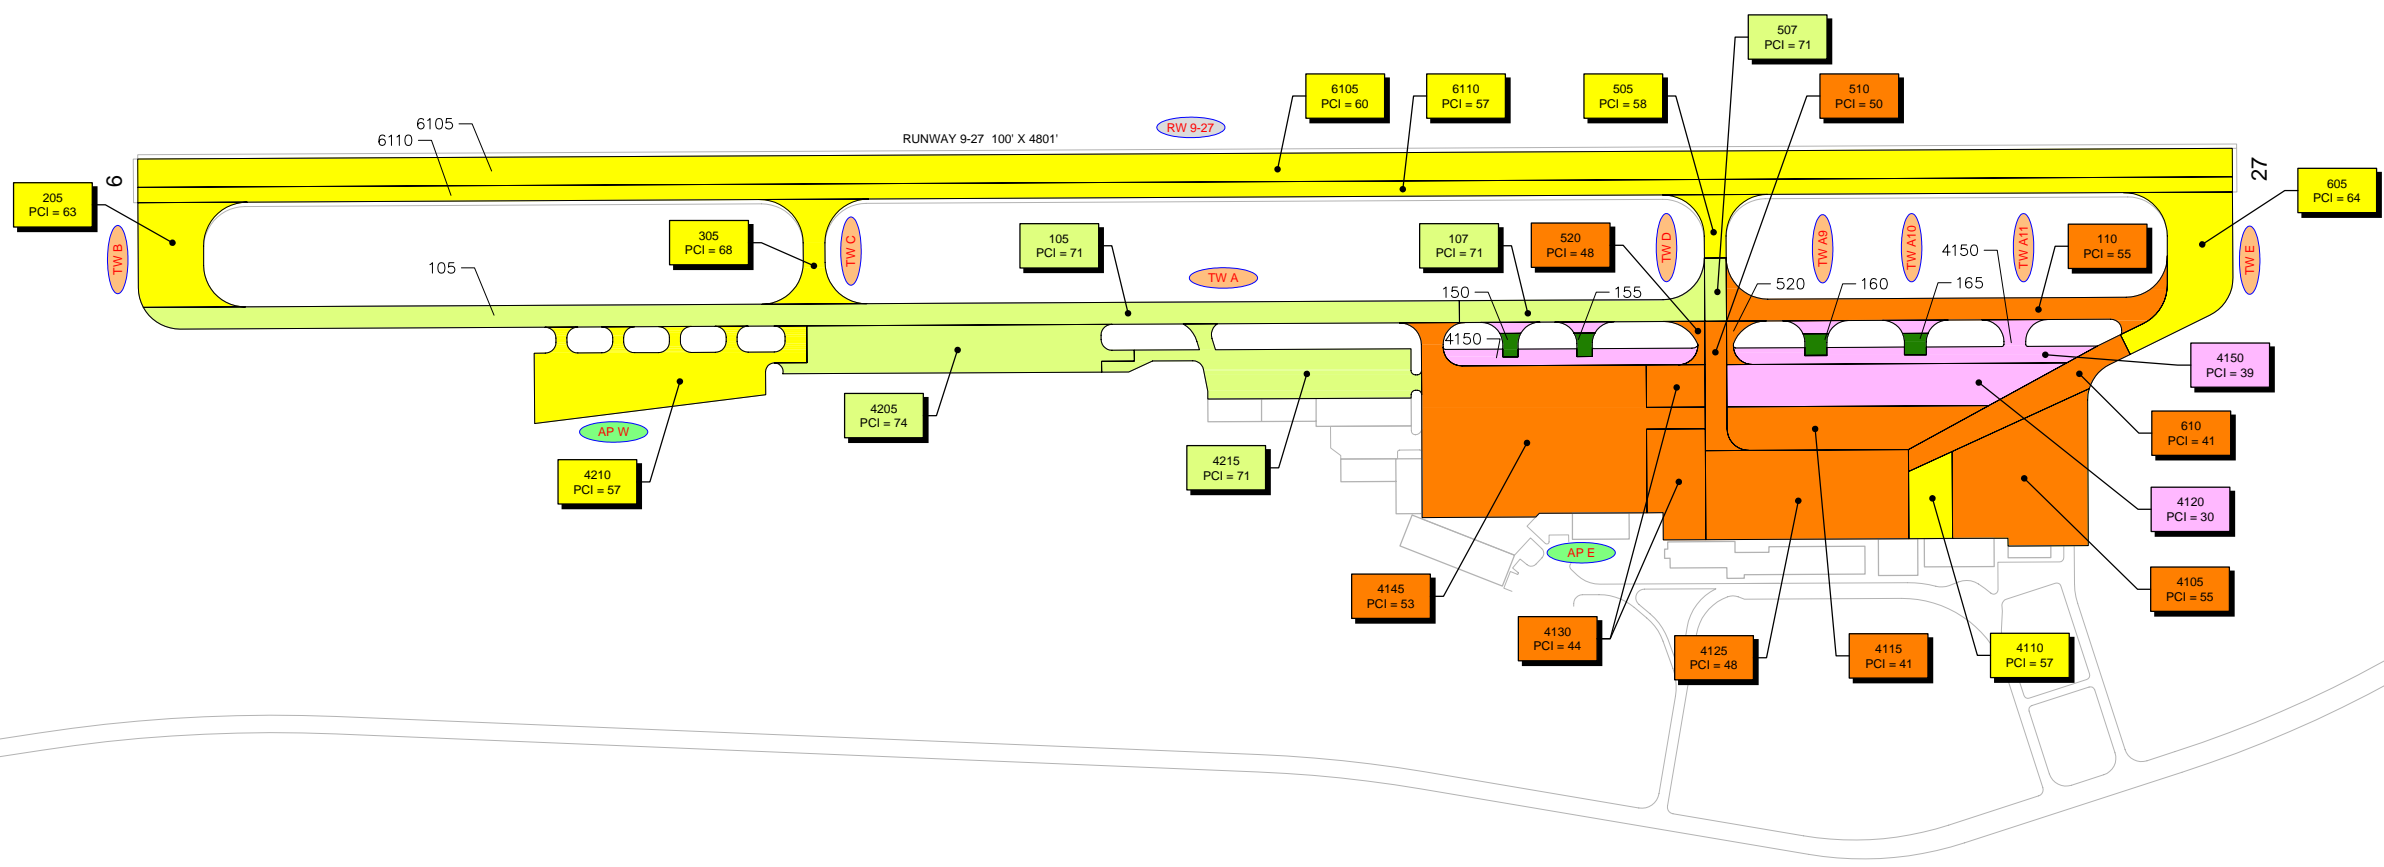 507
PCI = 71
6105
PCI = 60
6110
PCI = 57
505
PCI = 58
510
PCI = 50
6105
6110
RUNWAY 9-27 100' X 4801'
RW 9-27
9
27
205
PCI = 63
605
PCI = 64
TW B
305
PCI = 68
TW C
105
PCI = 71
107
PCI = 71
520
PCI = 48
TW D
TW A9
TW A10
4150
TW A11
110
PCI = 55
TW E
105
TW A
150
155
520
160
165
4150
4150
PCI = 39
4205
PCI = 74
AP W
610
PCI = 41
4210
PCI = 57
4215
PCI = 71
4120
PCI = 30
AP E
4145
PCI = 53
4105
PCI = 55
4130
PCI = 44
4125
PCI = 48
4115
PCI = 41
4110
PCI = 57